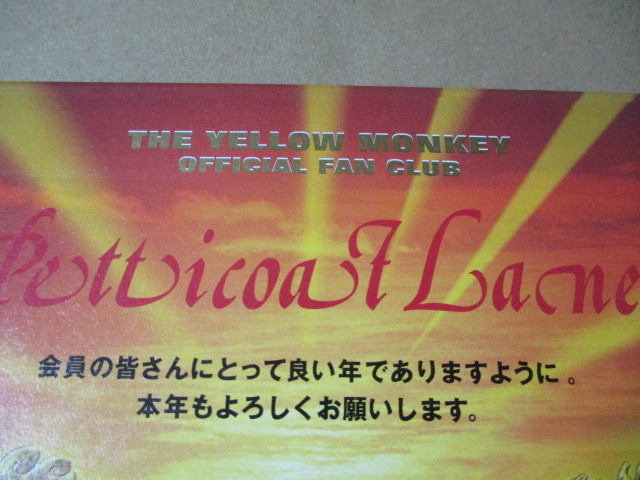 THE YELLOW MONKEY
OFFICIAL FAN CLUB
Petticoat Lane
会員の皆さんにとって良い年でありますように。
本年もよろしくお願いします。